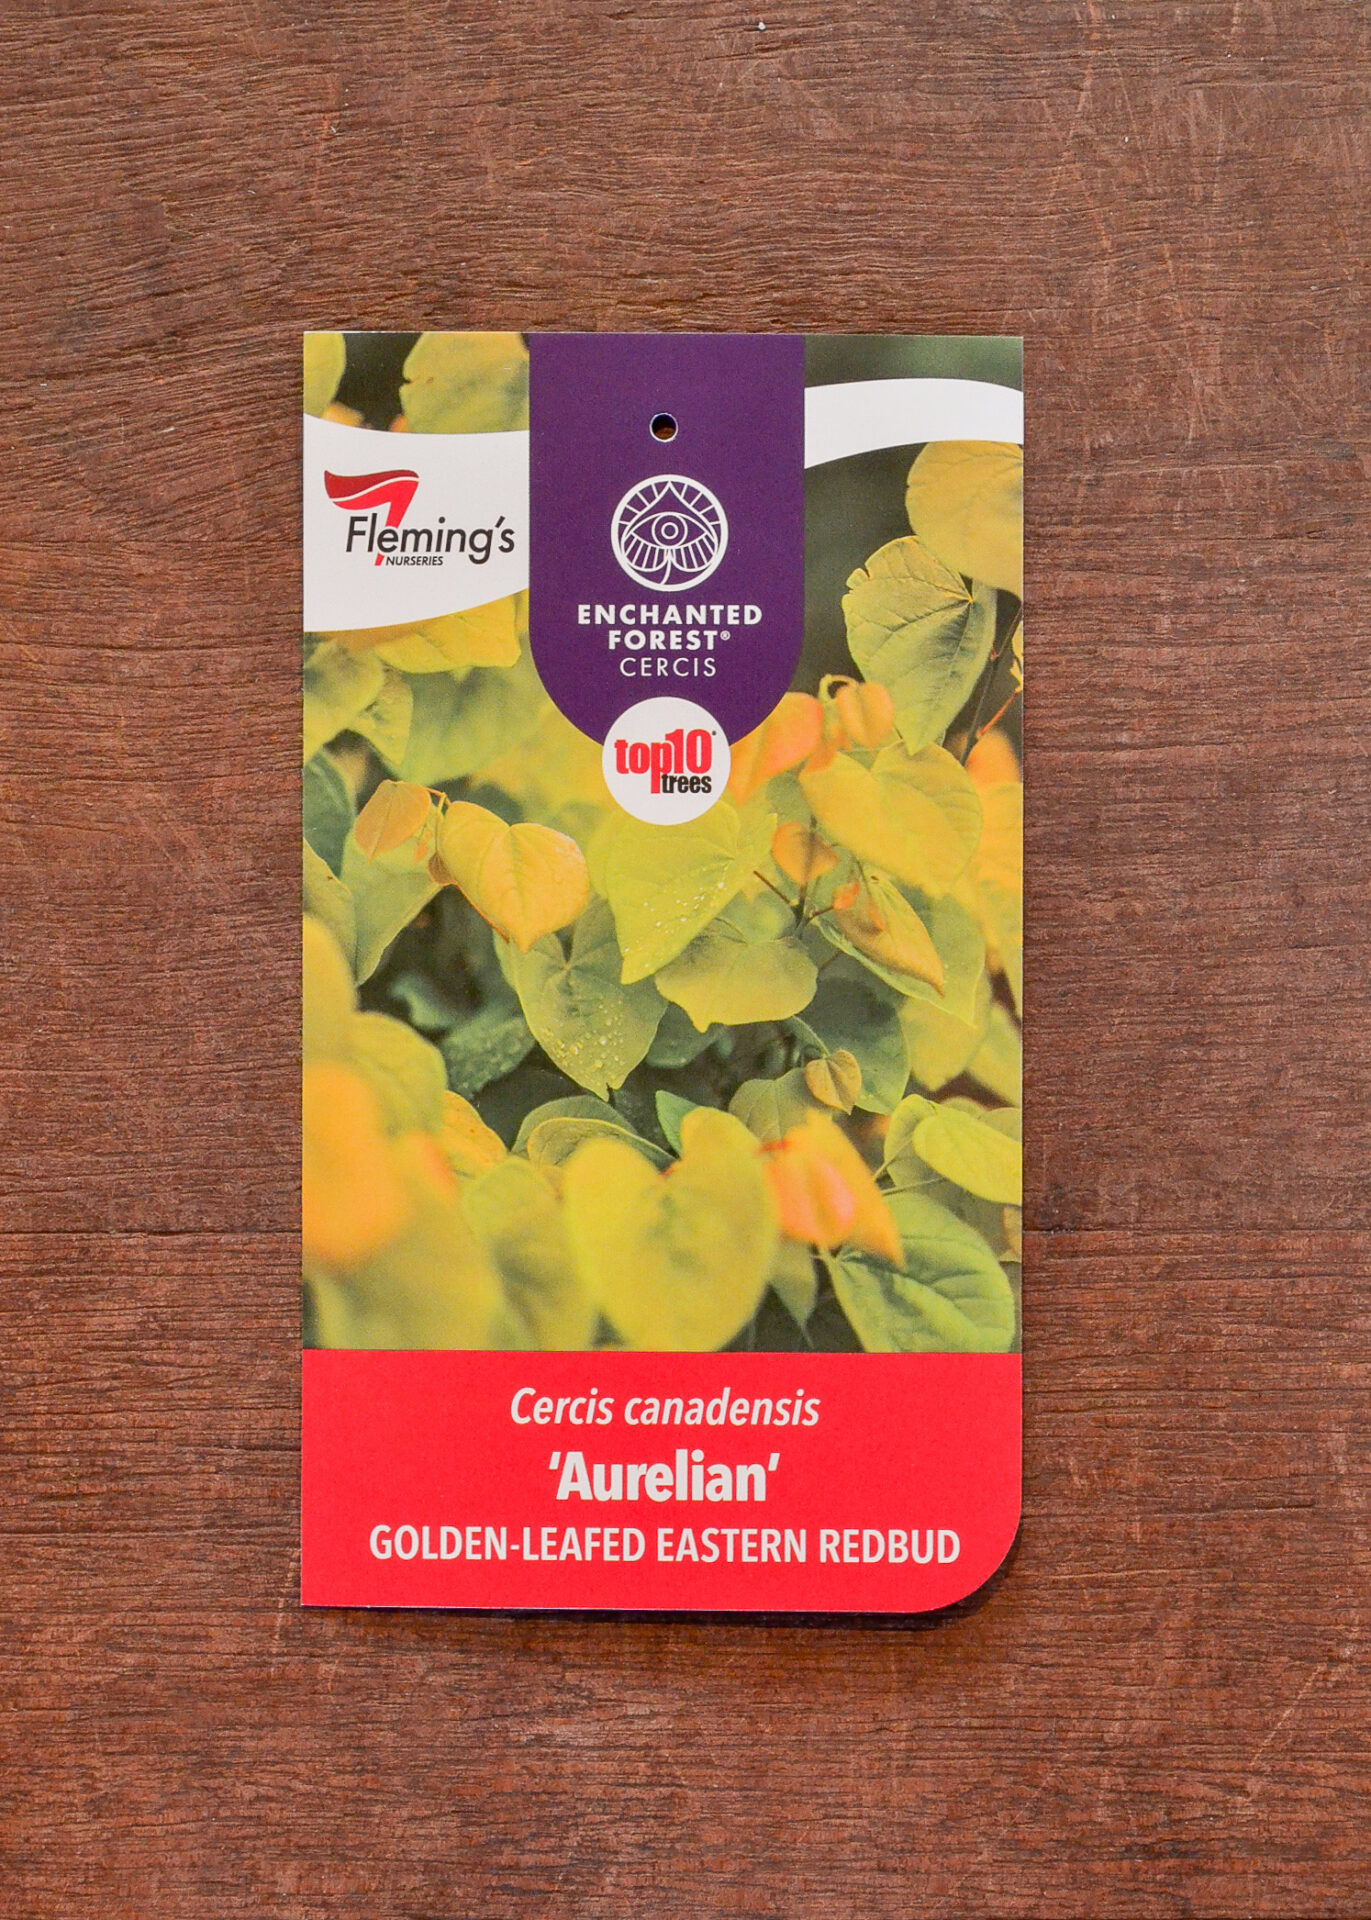 Fleming's
NURSERIES
ENCHANTED
FOREST®
CERCIS
top10
trees
Cercis canadensis
'Aurelian'
GOLDEN-LEAFED EASTERN REDBUD